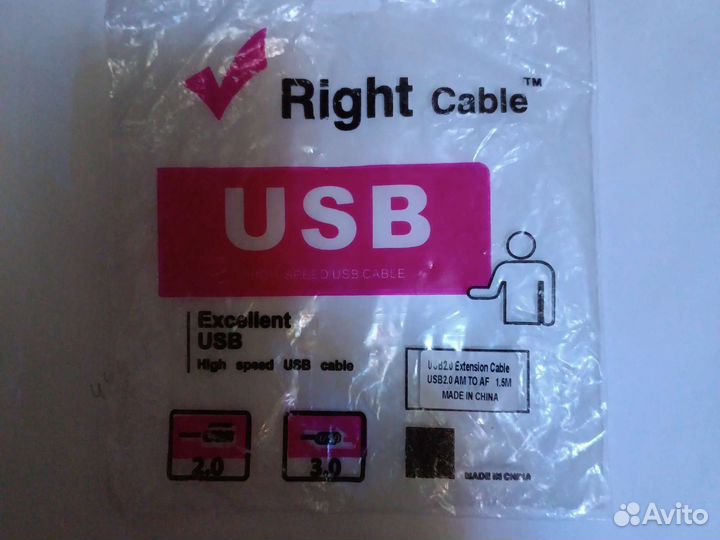 Right Cable™
USB
HIGH SPEED USB CABLE
Excellent
USB
High speed USB cable
USB2.0 Extension Cable
USB2.0 AM TO AF 1.5M
MADE IN CHINA
2.0
3.0
MADE IN CHINA
Avito